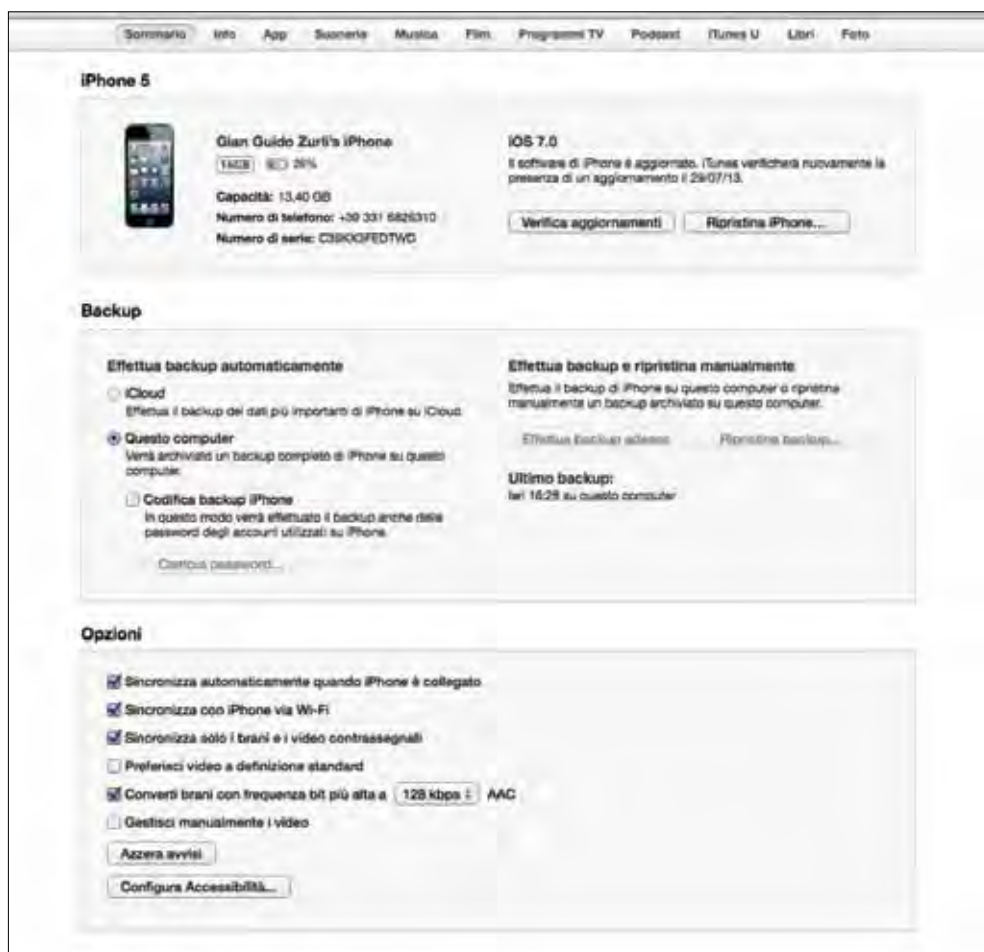 Sommario Info App Suonerie Musica Film Programmi TV Podcast iTunes U Libri Foto
iPhone 5
Gian Guido Zurli's iPhone
16GB 26%
Capacità: 13,40 GB
Numero di telefono: +39 331 6826310
Numero di serie:
iOS 7.0
Il software di iPhone è aggiornato. iTunes verificherà nuovamente la
presenza di un aggiornamento il 29/07/13.
Verifica aggiornamenti Ripristina iPhone...
Backup
Effettua backup automaticamente
iCloud
Effettua il backup dei dati più importanti di iPhone su iCloud.
Questo computer
Verrà archiviato un backup completo di iPhone su questo
computer.
Codifica backup iPhone
In questo modo verrà effettuato il backup anche delle
password degli account utilizzati su iPhone.
Cambia password...
Effettua backup e ripristina manualmente
Effettua il backup di iPhone su questo computer o ripristina
manualmente un backup archiviato su questo computer.
Effettua backup adesso Ripristina backup...
Ultimo backup:
Ieri 16:28 su questo computer
Opzioni
Sincronizza automaticamente quando iPhone è collegato
Sincronizza con iPhone via Wi-Fi
Sincronizza solo i brani e i video contrassegnati
Preferisci video a definizione standard
Converti brani con frequenza bit più alta a 128 kbps AAC
Gestisci manualmente i video
Azzera avvisi
Configura Accessibilità...